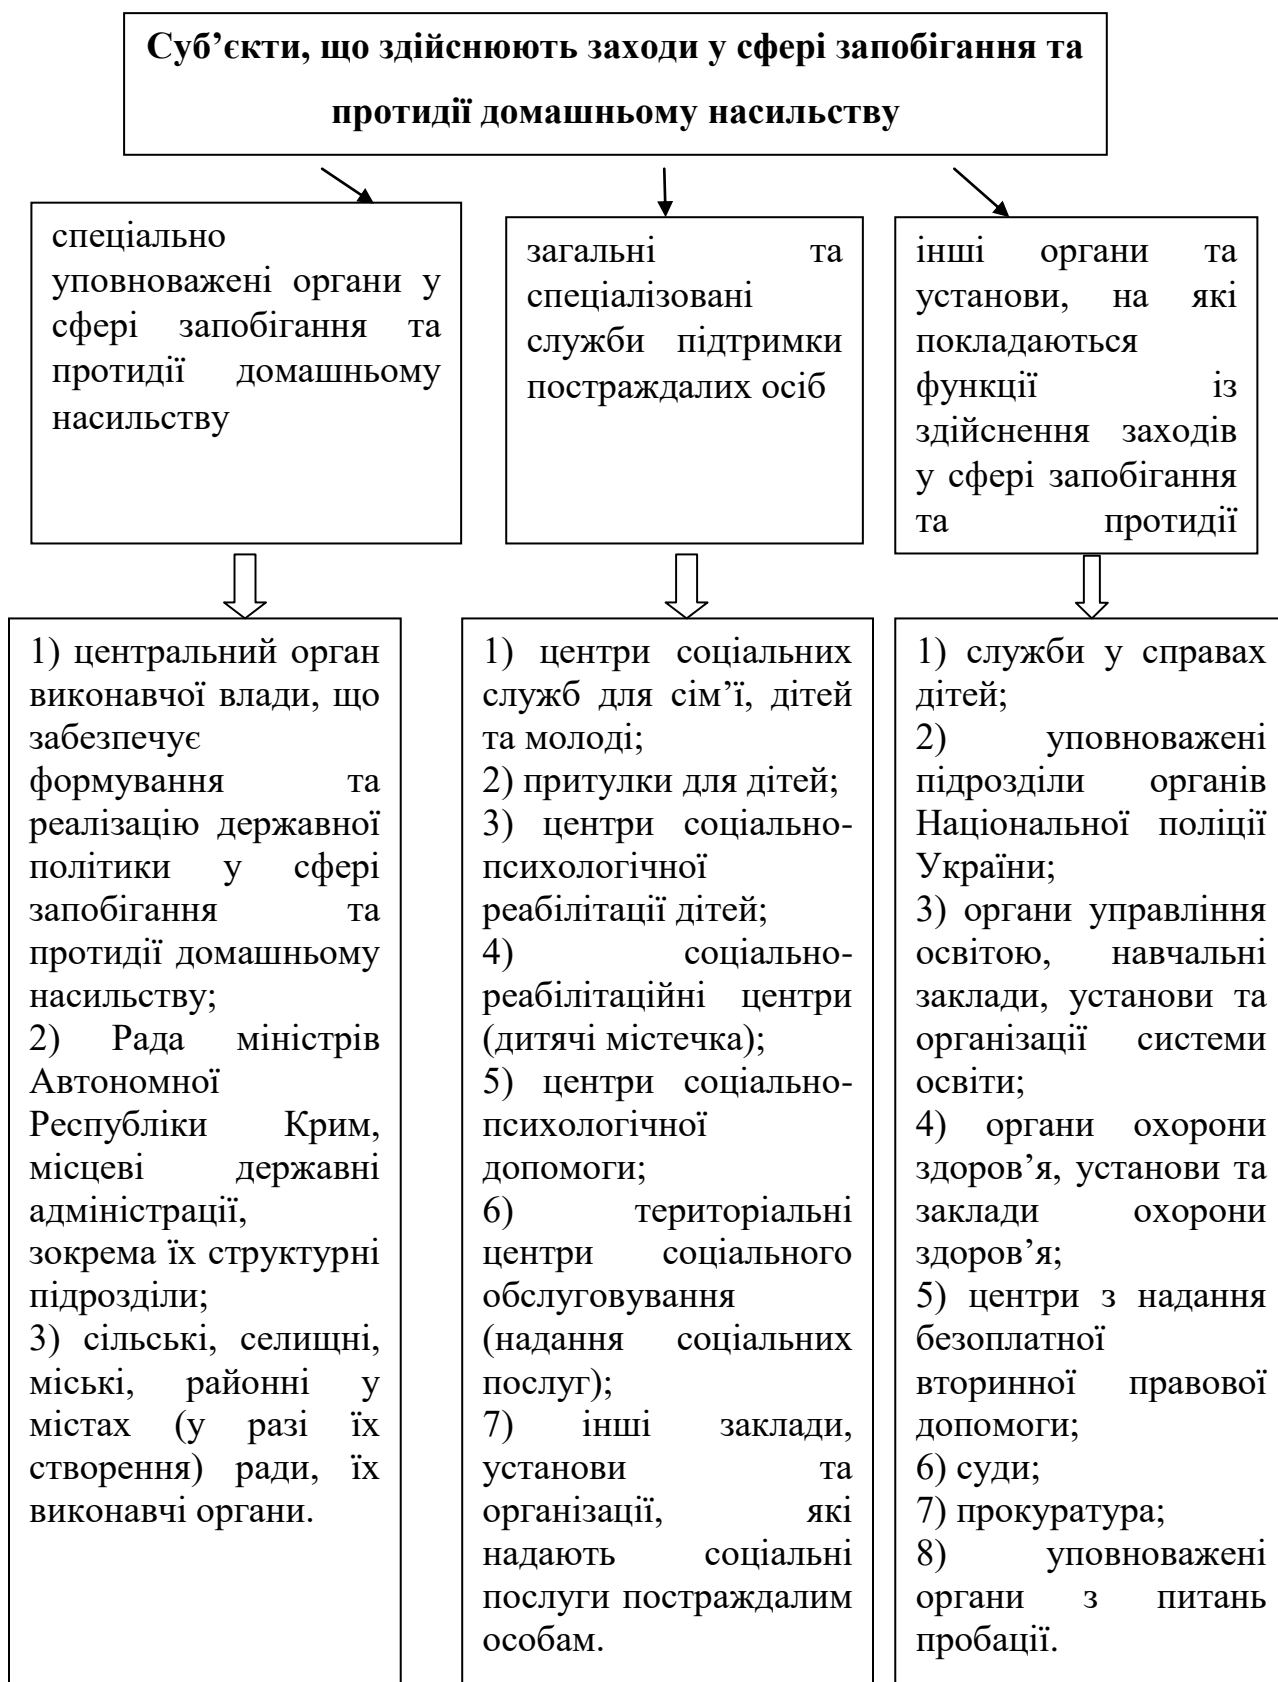 Суб’єкти, що здійснюють заходи у сфері запобігання та
протидії домашньому насильству
спеціально
уповноважені органи у
сфері запобігання та
протидії домашньому
насильству
загальні та
спеціалізовані
служби підтримки
постраждалих осіб
інші органи та
установи, на які
покладаються
функції із
здійснення заходів
у сфері запобігання
та протидії
1) центральний орган
виконавчої влади, що
забезпечує
формування та
реалізацію державної
політики у сфері
запобігання та
протидії домашньому
насильству;
2) Рада міністрів
Автономної
Республіки Крим,
місцеві державні
адміністрації,
зокрема їх структурні
підрозділи;
3) сільські, селищні,
міські, районні у
містах (у разі їх
створення) ради, їх
виконавчі органи.
1) центри соціальних
служб для сім’ї, дітей
та молоді;
2) притулки для дітей;
3) центри соціально-
психологічної
реабілітації дітей;
4) соціально-
реабілітаційні центри
(дитячі містечка);
5) центри соціально-
психологічної
допомоги;
6) територіальні
центри соціального
обслуговування
(надання соціальних
послуг);
7) інші заклади,
установи та
організації, які
надають соціальні
послуги постраждалим
особам.
1) служби у справах
дітей;
2) уповноважені
підрозділи органів
Національної поліції
України;
3) органи управління
освітою, навчальні
заклади, установи та
організації системи
освіти;
4) органи охорони
здоров’я, установи та
заклади охорони
здоров’я;
5) центри з надання
безоплатної
вторинної правової
допомоги;
6) суди;
7) прокуратура;
8) уповноважені
органи з питань
пробації.